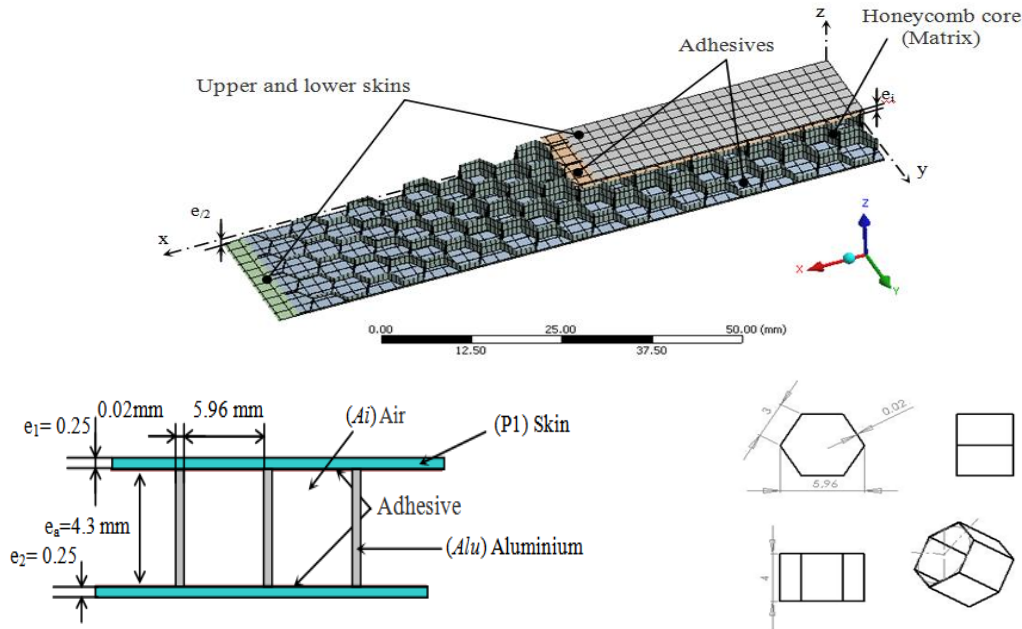 z
Honeycomb core
(Matrix)
Adhesives
Upper and lower skins
e
y
e/2
x
Z
X
Y
0.00
25.00
50.00 (mm)
12.50
37.50
0.02mm
5.96 mm
(Ai) Air
(P1) Skin
e1= 0.25
Adhesive
ea=4.3 mm
(Alu) Aluminium
e2= 0.25
3
0.02
5.96
4